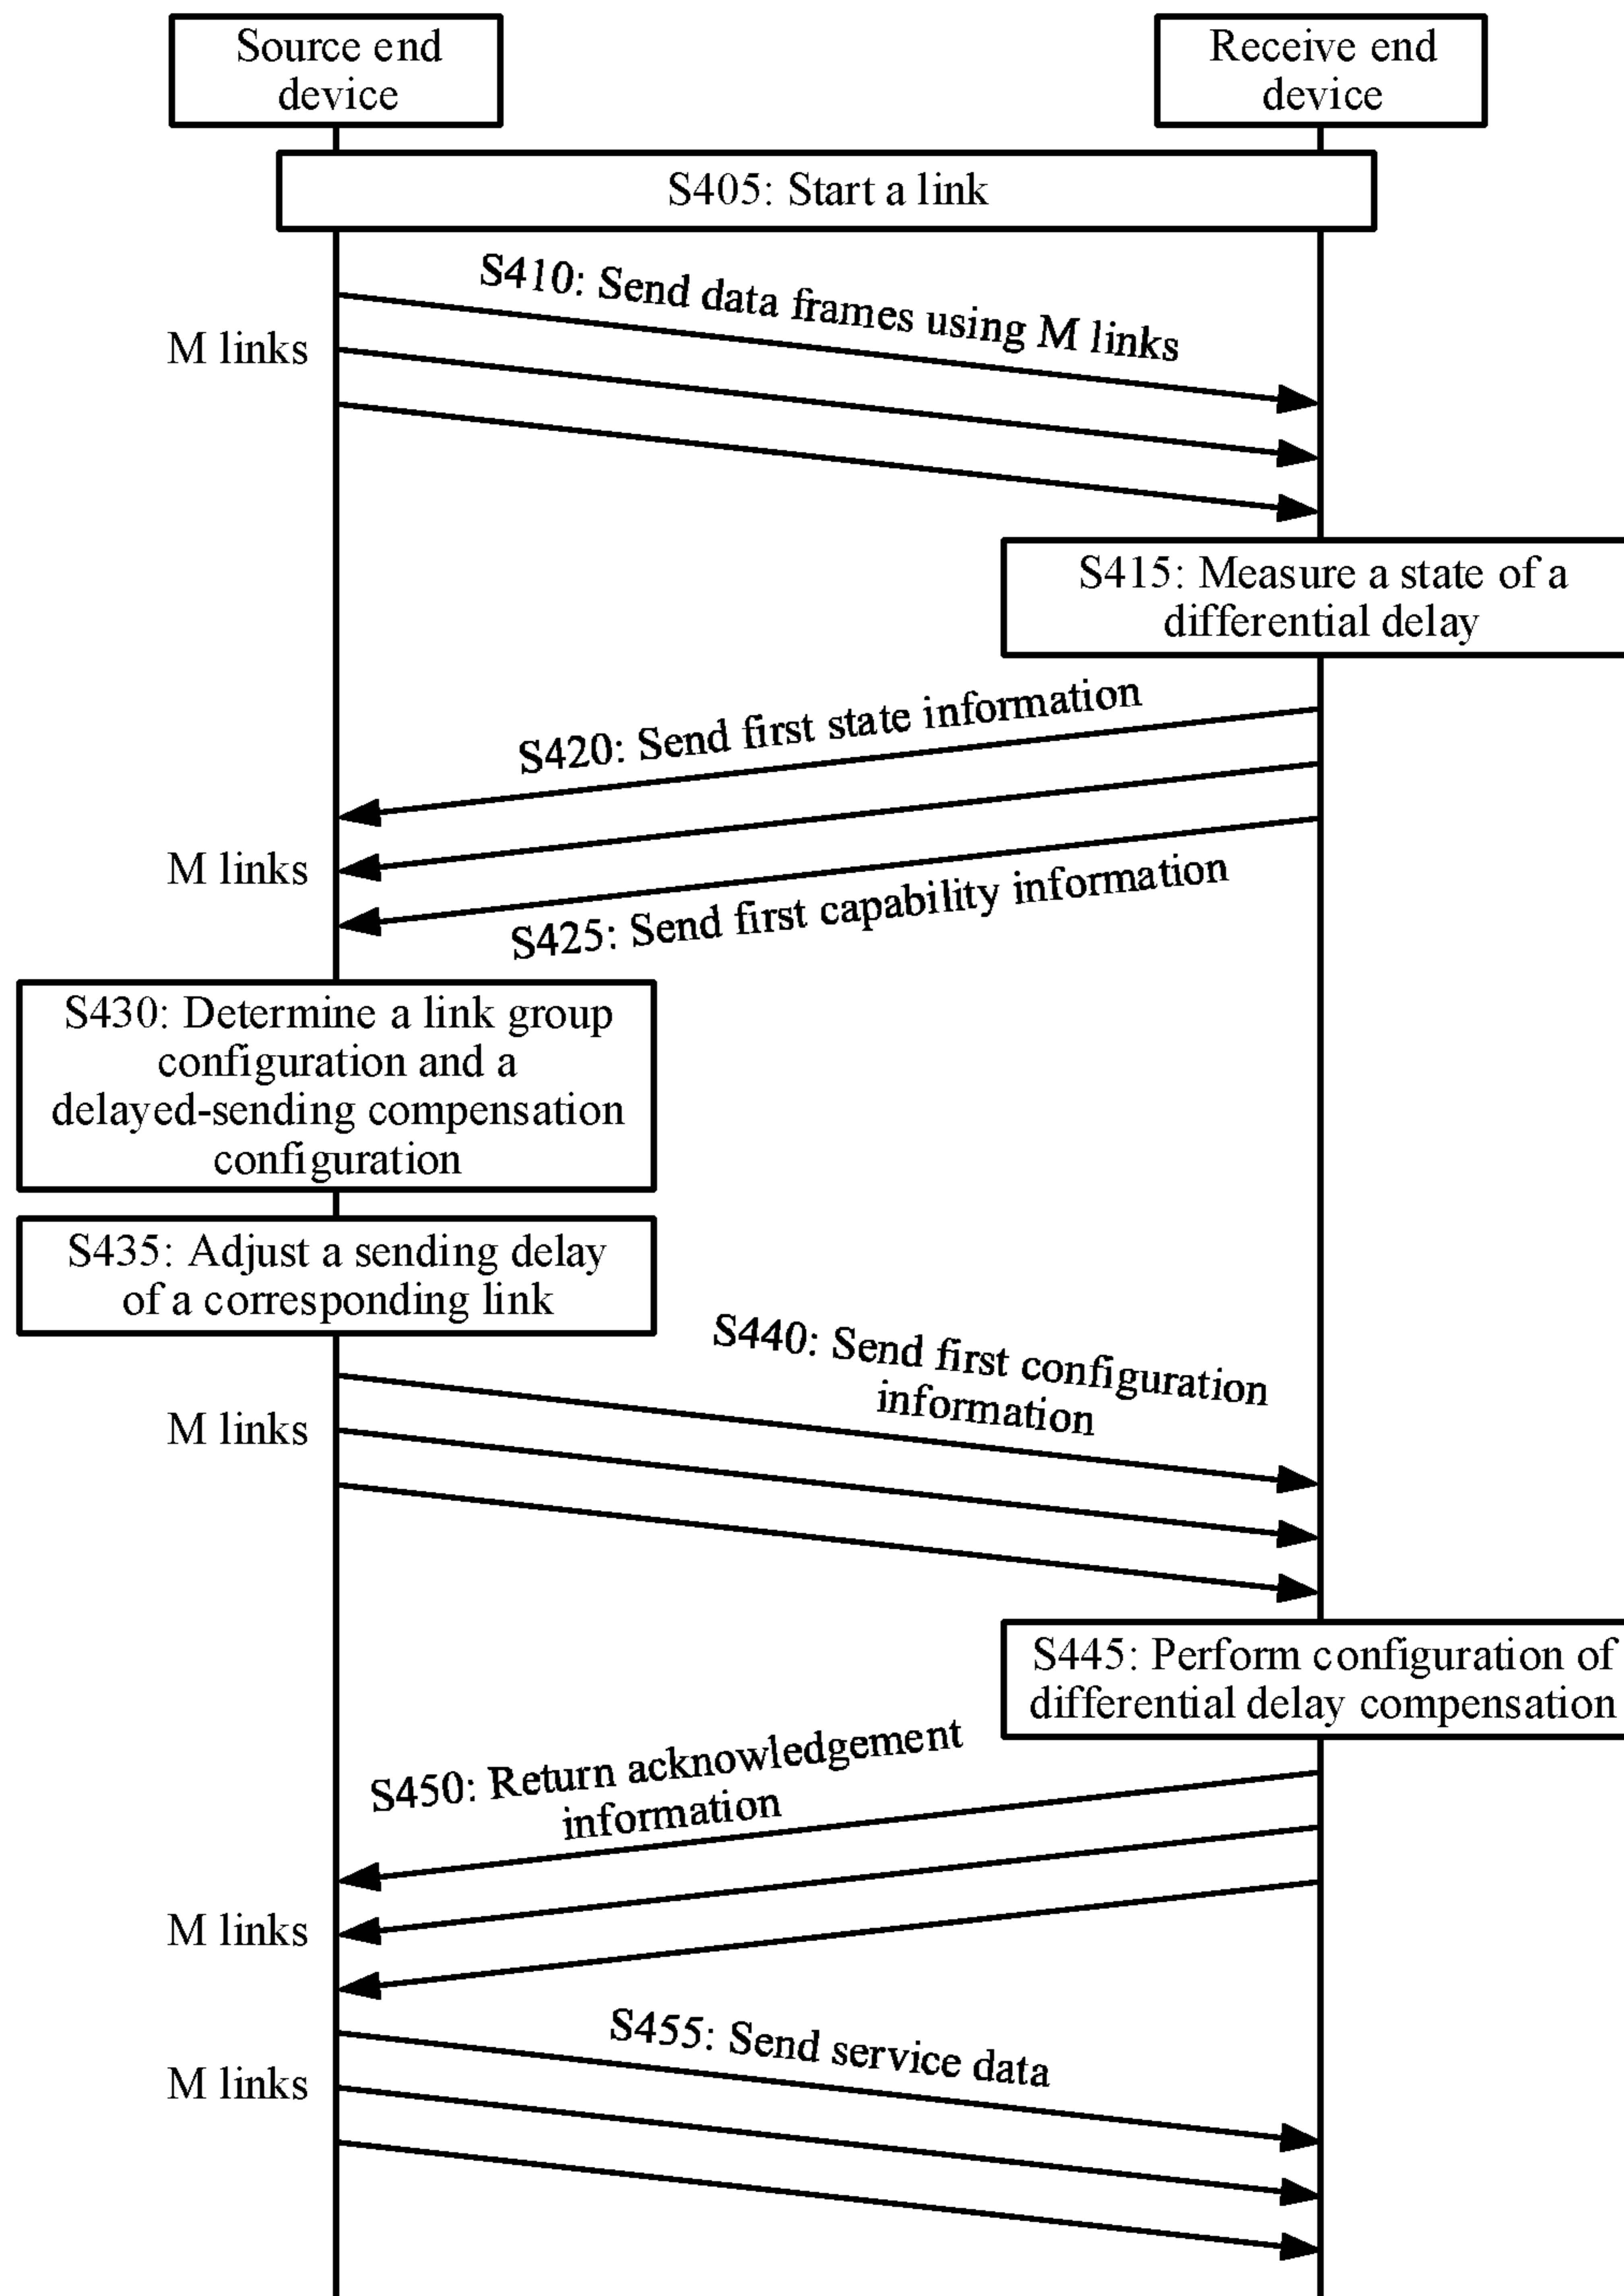 Source end
device
Receive end
device
S405: Start a link
S410: Send data frames using M links
M links
S415: Measure a state of a
differential delay
S420: Send first state information
M links
S425: Send first capability information
S430: Determine a link group
configuration and a
delayed-sending compensation
configuration
S435: Adjust a sending delay
of a corresponding link
S440: Send first configuration
information
M links
S445: Perform configuration of
differential delay compensation
S450: Return acknowledgement
information
M links
S455: Send service data
M links